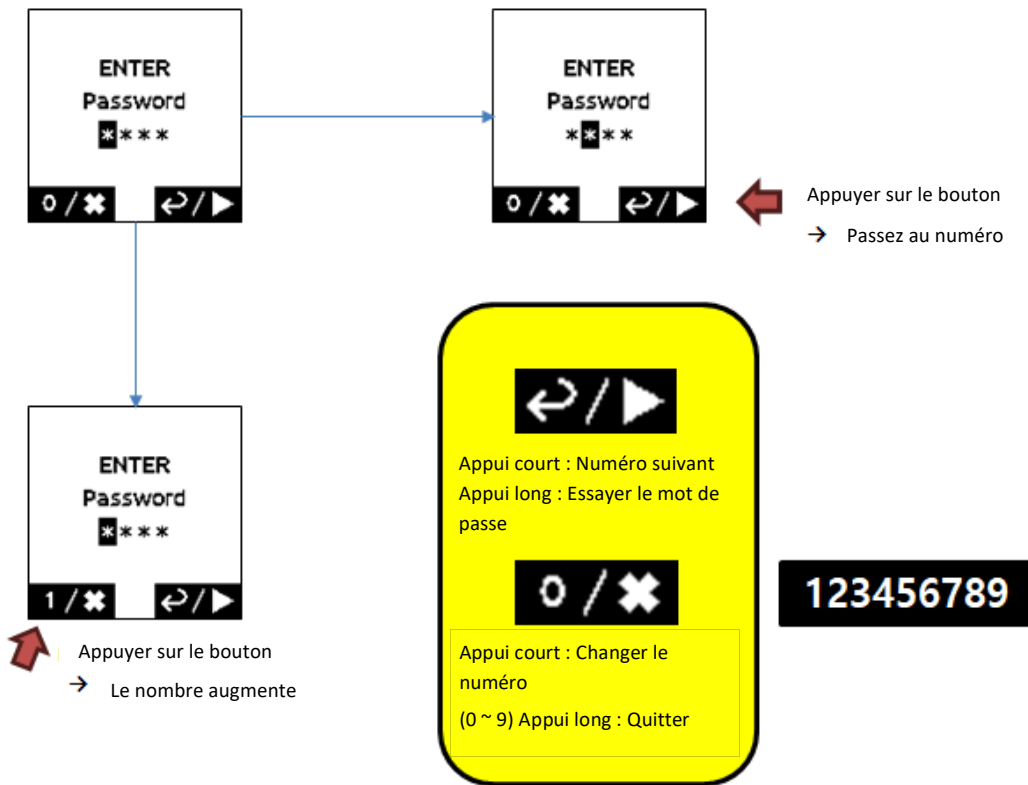 ENTER
Password
****
0 / ✖ ↩ / ▶
ENTER
Password
****
0 / ✖ ↩ / ▶
Appuyer sur le bouton
→ Passez au numéro
ENTER
Password
****
1 / ✖ ↩ / ▶
Appuyer sur le bouton
→ Le nombre augmente
↩ / ▶
Appui court : Numéro suivant
Appui long : Essayer le mot de
passe
0 / ✖
Appui court : Changer le
numéro
(0 ~ 9) Appui long : Quitter
123456789